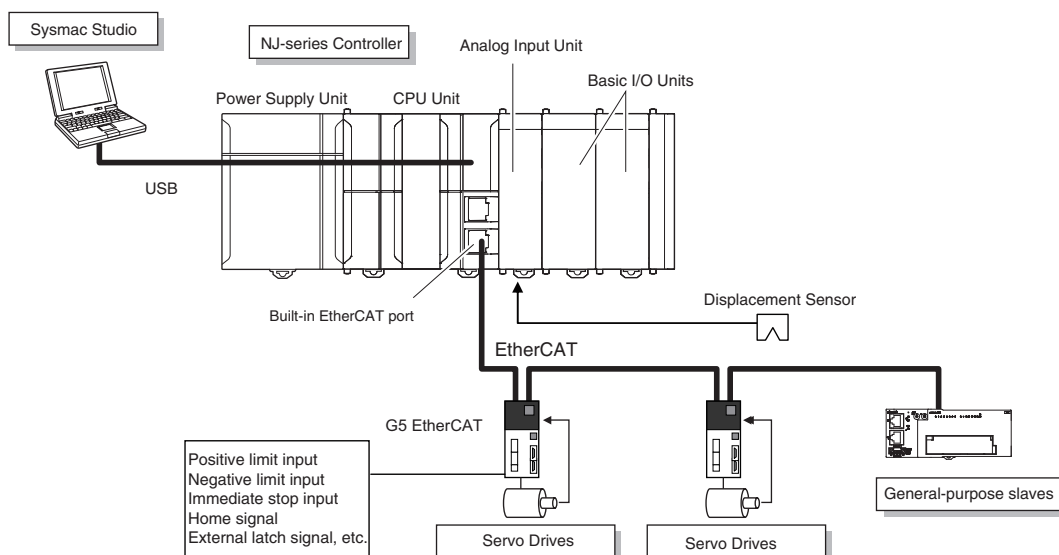 Sysmac Studio
NJ-series Controller
Analog Input Unit
Basic I/O Units
Power Supply Unit
CPU Unit
USB
Built-in EtherCAT port
Displacement Sensor
EtherCAT
G5 EtherCAT
Positive limit input
Negative limit input
Immediate stop input
Home signal
External latch signal, etc.
Servo Drives
Servo Drives
General-purpose slaves